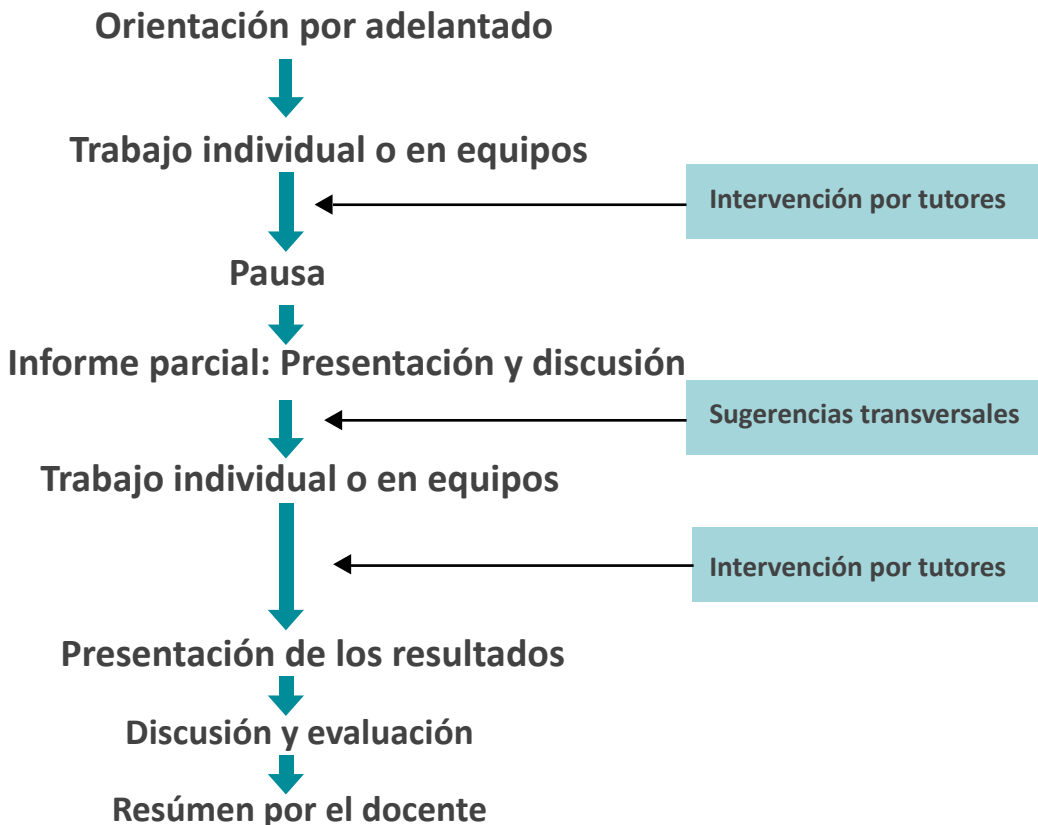 Orientación por adelantado
Trabajo individual o en equipos
Intervención por tutores
Pausa
Informe parcial: Presentación y discusión
Sugerencias transversales
Trabajo individual o en equipos
Intervención por tutores
Presentación de los resultados
Discusión y evaluación
Resúmen por el docente